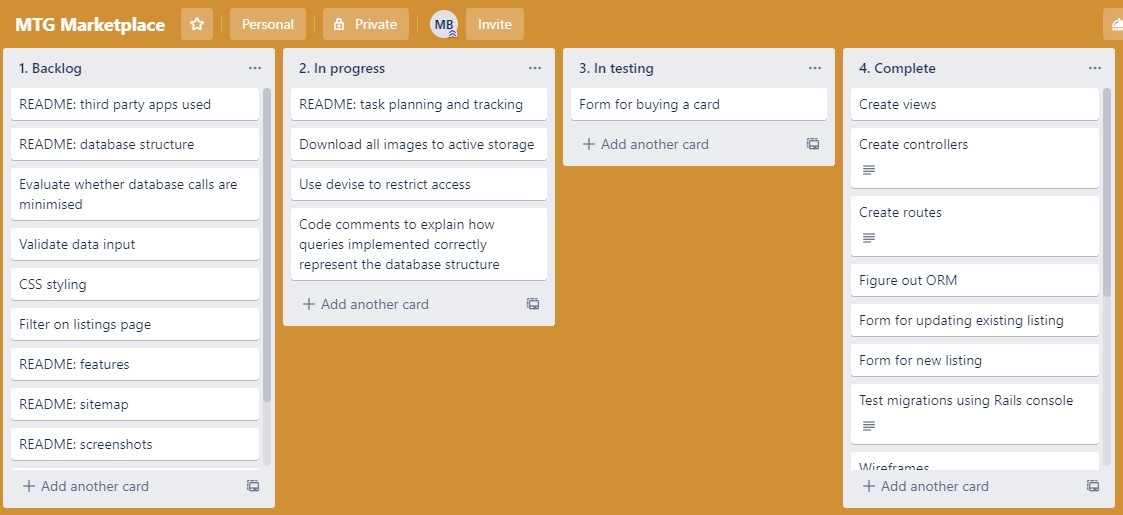 MTG Marketplace
Personal
Private
MB
Invite
1. Backlog
README: third party apps used
README: database structure
Evaluate whether database calls are
minimised
Validate data input
CSS styling
Filter on listings page
README: features
README: sitemap
README: screenshots
+ Add another card
2. In progress
README: task planning and tracking
Download all images to active storage
Use devise to restrict access
Code comments to explain how
queries implemented correctly
represent the database structure
+ Add another card
3. In testing
Form for buying a card
+ Add another card
4. Complete
Create views
Create controllers
Create routes
Figure out ORM
Form for updating existing listing
Form for new listing
Test migrations using Rails console
Wireframes
+ Add another card